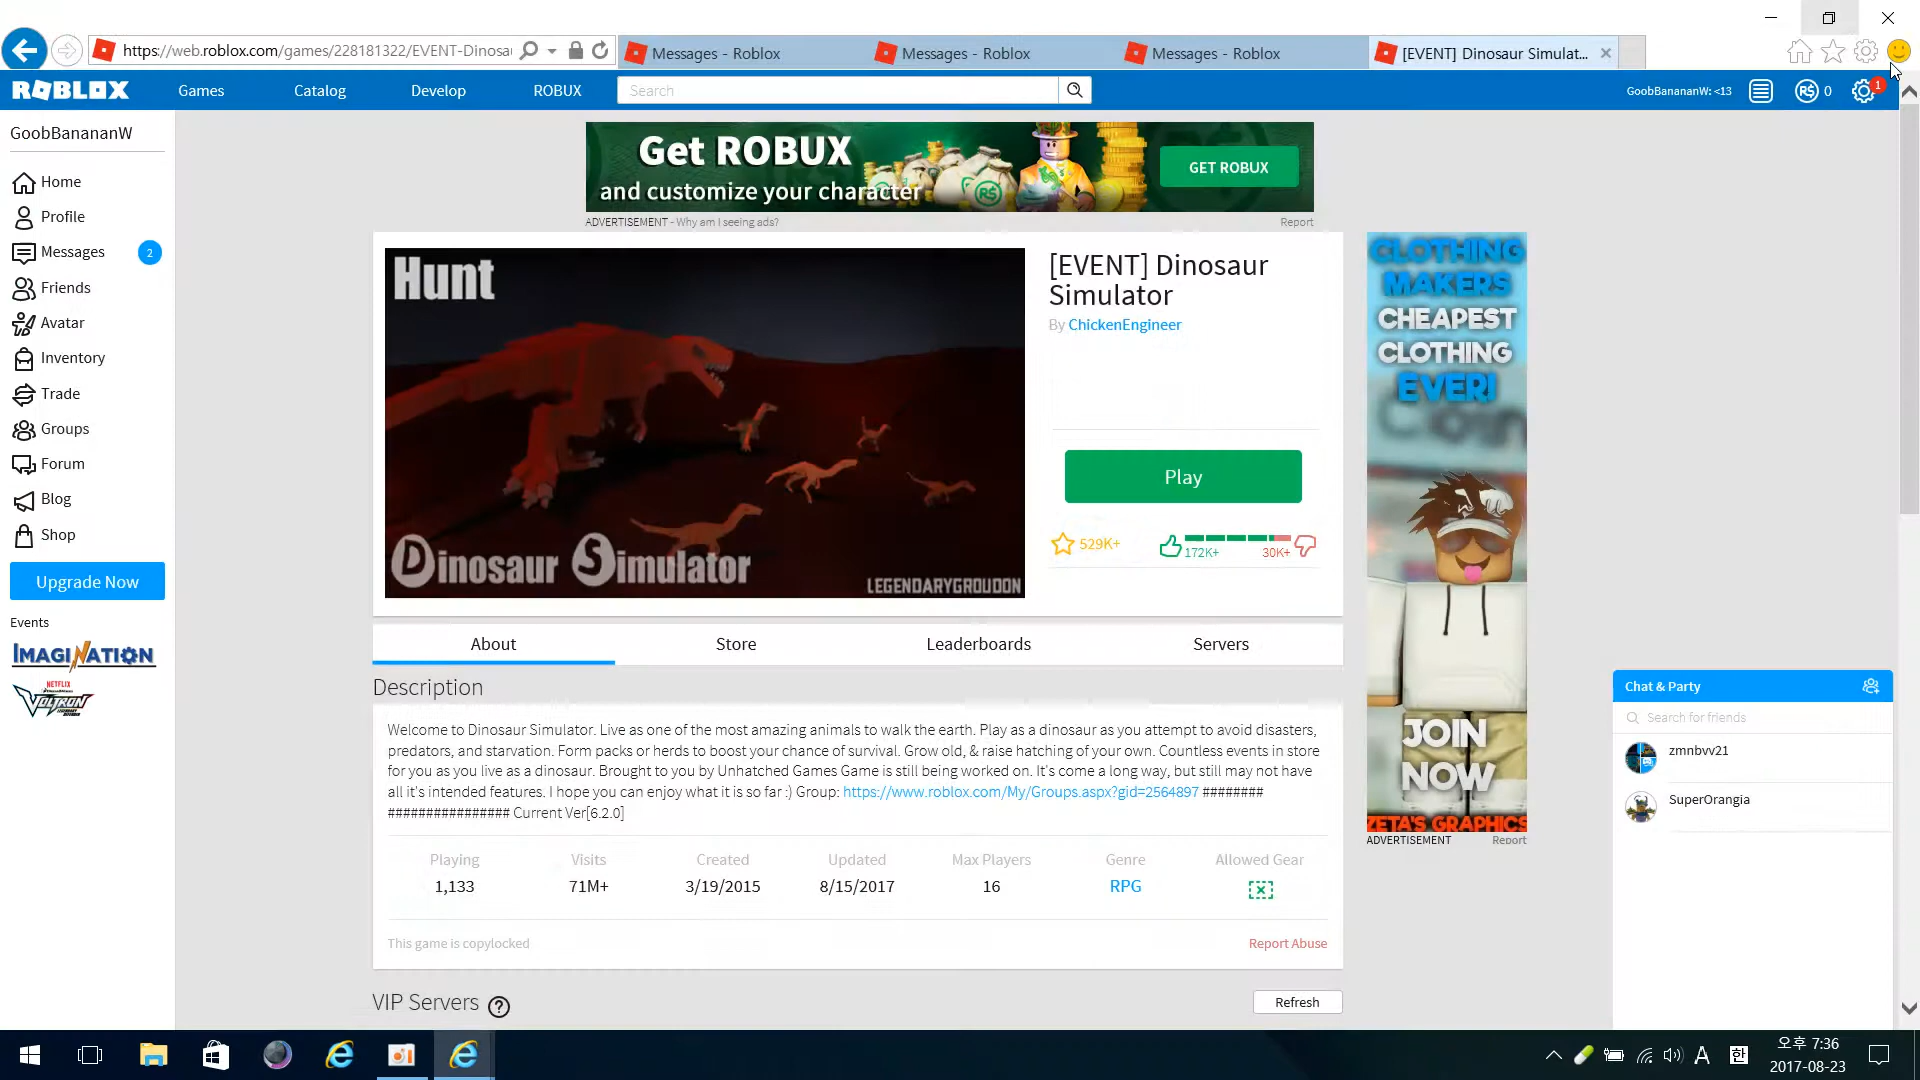 https://web.roblox.com/games/228181322/EVENT-Dinosau
Messages - Roblox
Messages - Roblox
Messages - Roblox
[EVENT] Dinosaur Simulat...
ROBLOX
Games
Catalog
Develop
ROBUX
Search
GoobBanananW: <13
R$ 0
1
GoobBanananW
Home
Profile
Messages
2
Friends
Avatar
Inventory
Trade
Groups
Forum
Blog
Shop
Upgrade Now
Events
IMAGINATION
NETFLIX
VOLTRON
Get ROBUX
and customize your character
GET ROBUX
ADVERTISEMENT - Why am I seeing ads?
Report
Hunt
Dinosaur Simulator
LEGENDARYGROUDON
[EVENT] Dinosaur
Simulator
By ChickenEngineer
Play
529K+
172K+
30K+
About
Store
Leaderboards
Servers
Description
Welcome to Dinosaur Simulator. Live as one of the most amazing animals to walk the earth. Play as a dinosaur as you attempt to avoid disasters,
predators, and starvation. Form packs or herds to boost your chance of survival. Grow old, & raise hatching of your own. Countless events in store
for you as you live as a dinosaur. Brought to you by Unhatched Games Game is still being worked on. It's come a long way, but still may not have
all it's intended features. I hope you can enjoy what it is so far :) Group: https://www.roblox.com/My/Groups.aspx?gid=2564897 ########
################ Current Ver[6.2.0]
Playing
Visits
Created
Updated
Max Players
Genre
Allowed Gear
1,133
71M+
3/19/2015
8/15/2017
16
RPG
This game is copylocked
Report Abuse
VIP Servers
Refresh
CLOTHING
MAKERS
CHEAPEST
CLOTHING
EVER!
JOIN
NOW
ZETA'S GRAPHICS
ADVERTISEMENT
Report
Chat & Party
Search for friends
zmnbvv21
SuperOrangia
A
한
오후 7:36
2017-08-23